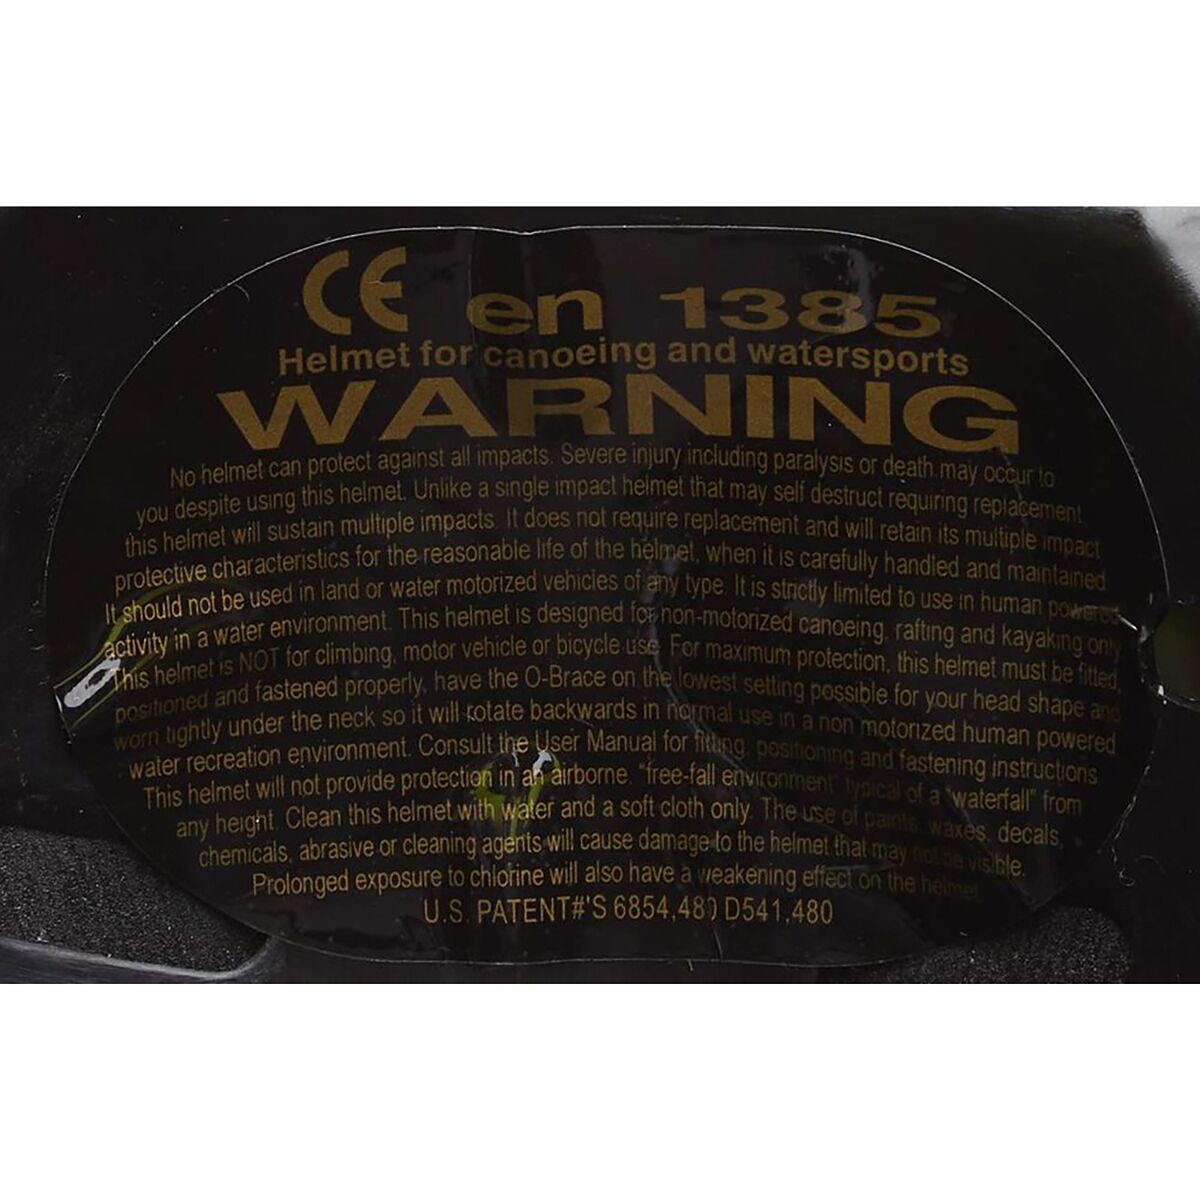 CE en 1385
Helmet for canoeing and watersports
WARNING
No helmet can protect against all impacts. Severe injury including paralysis or death may occur to
you despite using this helmet. Unlike a single impact helmet that may self destruct requiring replacement
this helmet will sustain multiple impacts. It does not require replacement and will retain its multiple impact
protective characteristics for the reasonable life of the helmet, when it is carefully handled and maintained
It should not be used in land or water motorized vehicles of any type. It is strictly limited to use in human powered
activity in a water environment. This helmet is designed for non-motorized canoeing, rafting and kayaking only
This helmet is NOT for climbing, motor vehicle or bicycle use. For maximum protection, this helmet must be fitted,
positioned and fastened properly, have the O-Brace on the lowest setting possible for your head shape and
worn tightly under the neck so it will rotate backwards in normal use in a non motorized human powered
water recreation environment. Consult the User Manual for fitting, positioning and fastening instructions
This helmet will not provide protection in an airborne, "free-fall environment" typical of a "waterfall" from
any height. Clean this helmet with water and a soft cloth only. The use of paints, waxes, decals,
chemicals, abrasive or cleaning agents will cause damage to the helmet that may not be visible.
Prolonged exposure to chlorine will also have a weakening effect on the helmet
U.S. PATENT#'S 6854,480 D541,480